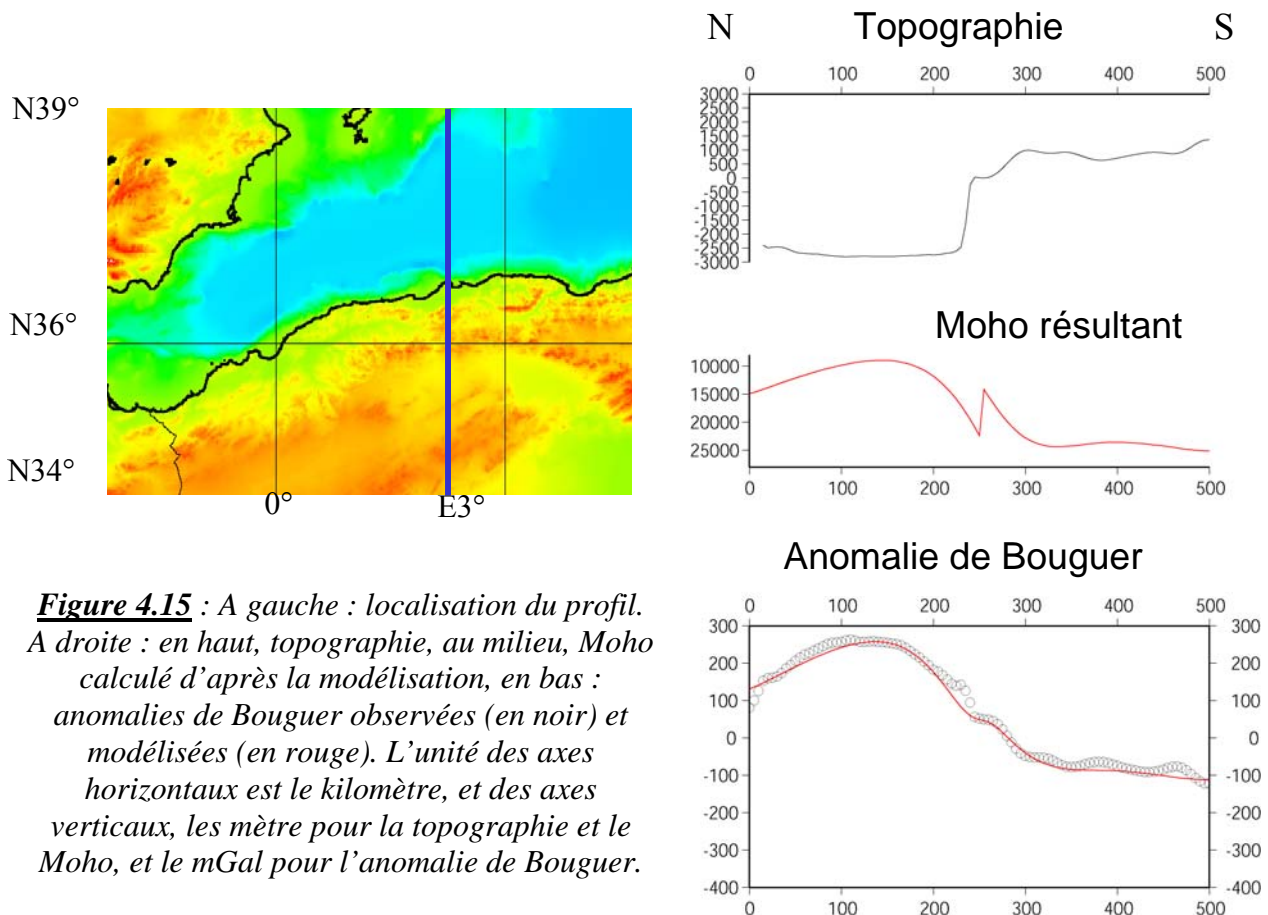 N39°
N36°
N34°
0°
E3°
Figure 4.15 : A gauche : localisation du profil.
A droite : en haut, topographie, au milieu, Moho
calculé d'après la modélisation, en bas :
anomalies de Bouguer observées (en noir) et
modélisées (en rouge). L'unité des axes
horizontaux est le kilomètre, et des axes
verticaux, les mètre pour la topographie et le
Moho, et le mGal pour l'anomalie de Bouguer.
N Topographie S
0 100 200 300 400 500
3000
2500
2000
1500
1000
500
0
-500
-1000
-1500
-2000
-2500
-3000
Moho résultant
10000
15000
20000
25000
0 100 200 300 400 500
Anomalie de Bouguer
0 100 200 300 400 500
300 300
200 200
100 100
0 0
-100 -100
-200 -200
-300 -300
-400 -400
0 100 200 300 400 500